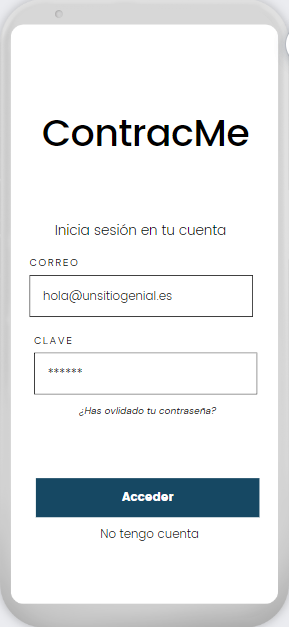 ContracMe
Inicia sesión en tu cuenta
CORREO
hola@unsitiogenial.es
CLAVE
******
¿Has ovlidado tu contraseña?
Acceder
No tengo cuenta